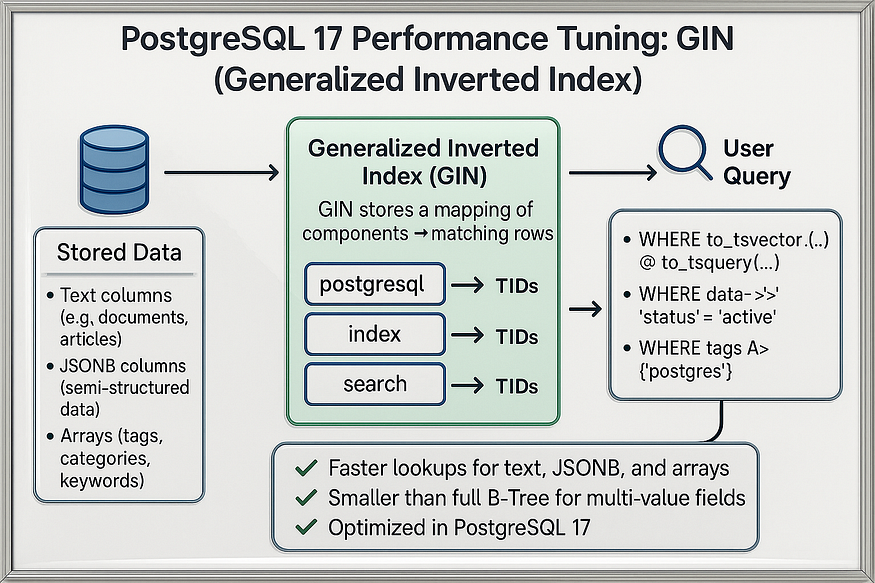 PostgreSQL 17 Performance Tuning: GIN
(Generalized Inverted Index)
Stored Data
• Text columns
(e.g, documents,
articles)
• JSONB columns
(semi-structured
data)
• Arrays (tags,
categories,
keywords)
Generalized Inverted
Index (GIN)
GIN stores a mapping of
components → matching rows
postgresql → TIDs
index → TIDs
search → TIDs
User
Query
• WHERE to_tsvector.(..)
@ to_tsquery(...)
• WHERE data->'>'
'status' = 'active'
• WHERE tags A>
{'postgres'}
✓ Faster lookups for text, JSONB, and arrays
✓ Smaller than full B-Tree for multi-value fields
✓ Optimized in PostgreSQL 17